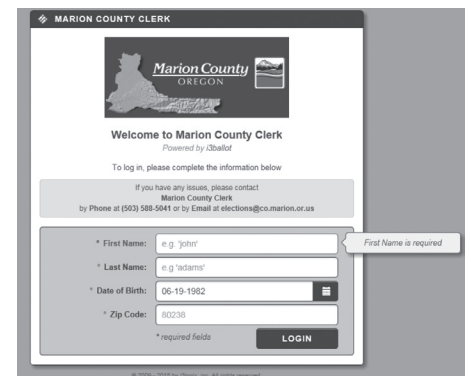 MARION COUNTY CLERK
Marion County
OREGON
Welcome to Marion County Clerk
Powered by i3ballot
To log in, please complete the information below
If you have any issues, please contact
Marion County Clerk
by Phone at (503) 588-5041 or by Email at elections@co.marion.or.us
* First Name: e.g. 'john' First Name is required
* Last Name: e.g 'adams'
* Date of Birth: 06-19-1982
* Zip Code: 80238
* required fields LOGIN